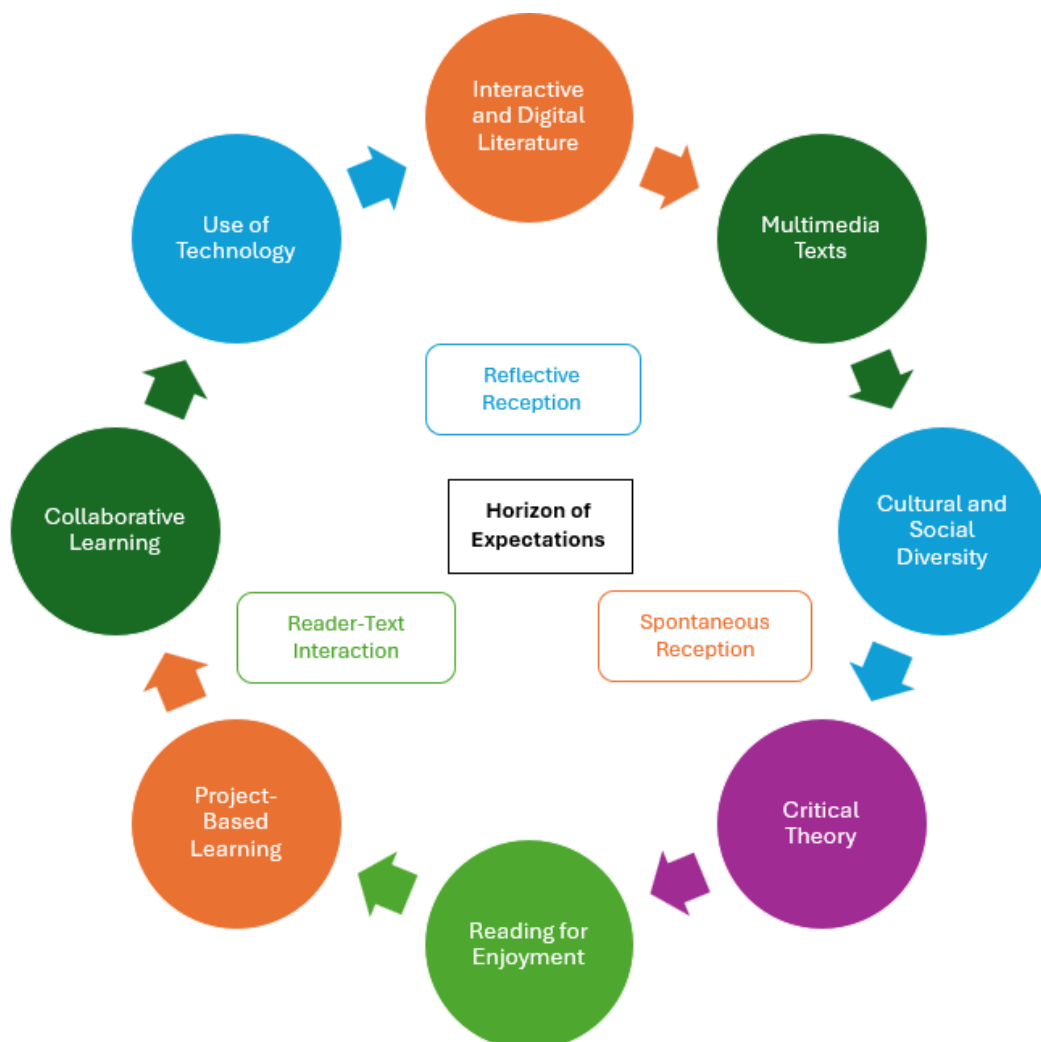 Interactive
and Digital
Literature
Multimedia
Texts
Cultural and
Social
Diversity
Critical
Theory
Reading for
Enjoyment
Project-
Based
Learning
Collaborative
Learning
Use of
Technology
Reflective
Reception
Horizon of
Expectations
Reader-Text
Interaction
Spontaneous
Reception